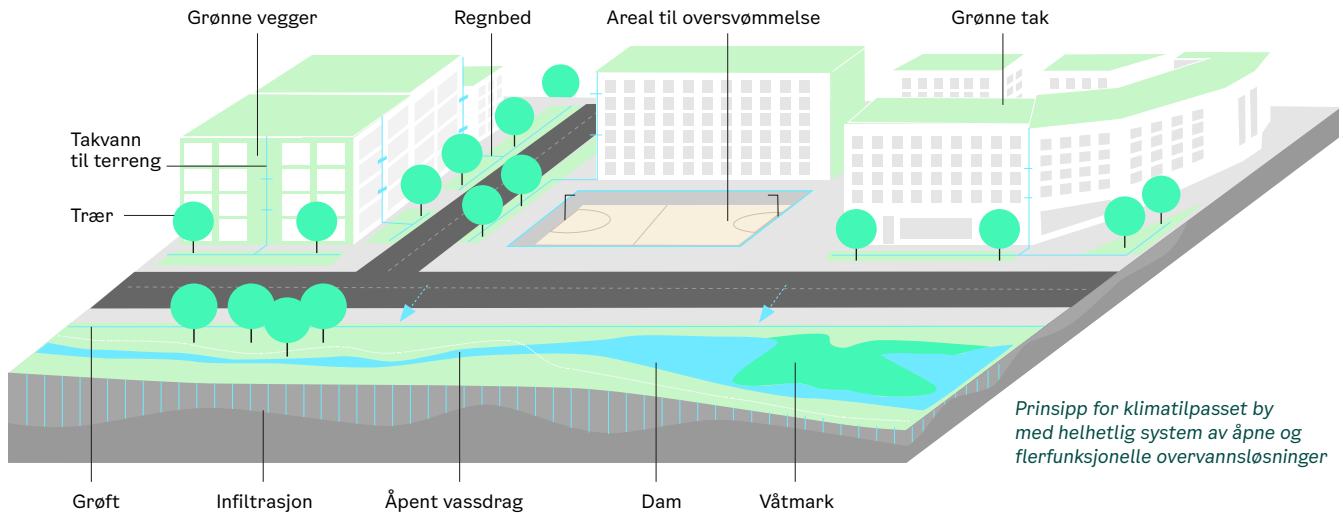 Grønne vegger
Regnbed
Areal til oversvømmelse
Grønne tak
Takvann
til terreng
Trær
Prinsipp for klimatilpasset by
med helhetlig system av åpne og
flerfunksjonelle overvannsløsninger
Grøft
Infiltrasjon
Åpent vassdrag
Dam
Våtmark